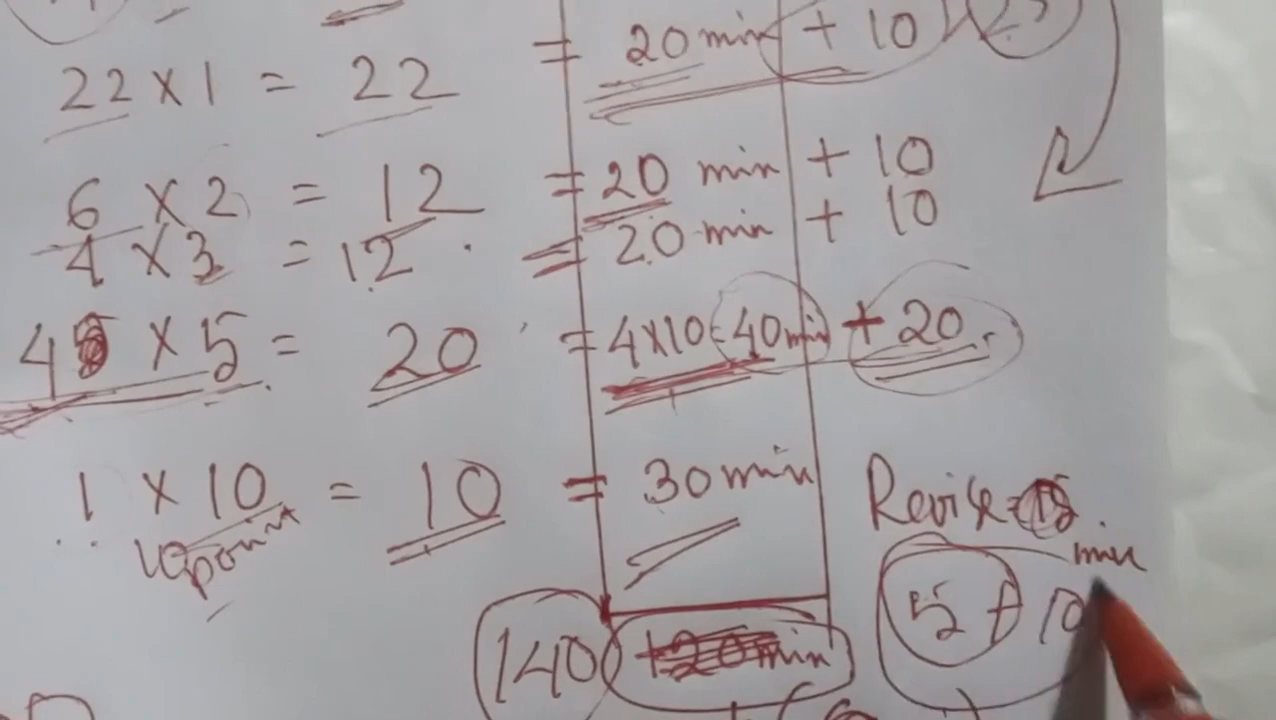 22 x 1 = 22 = 20 min + 10
6 x 2 = 12 = 20 min + 10
4 x 3 = 12 = 20 min + 10
4 x 5 = 20 = 4x10 = 40 min + 20
1 x 10 = 10 = 30 min
10 point
Revise = 15
min
5 + 10
140 120 min